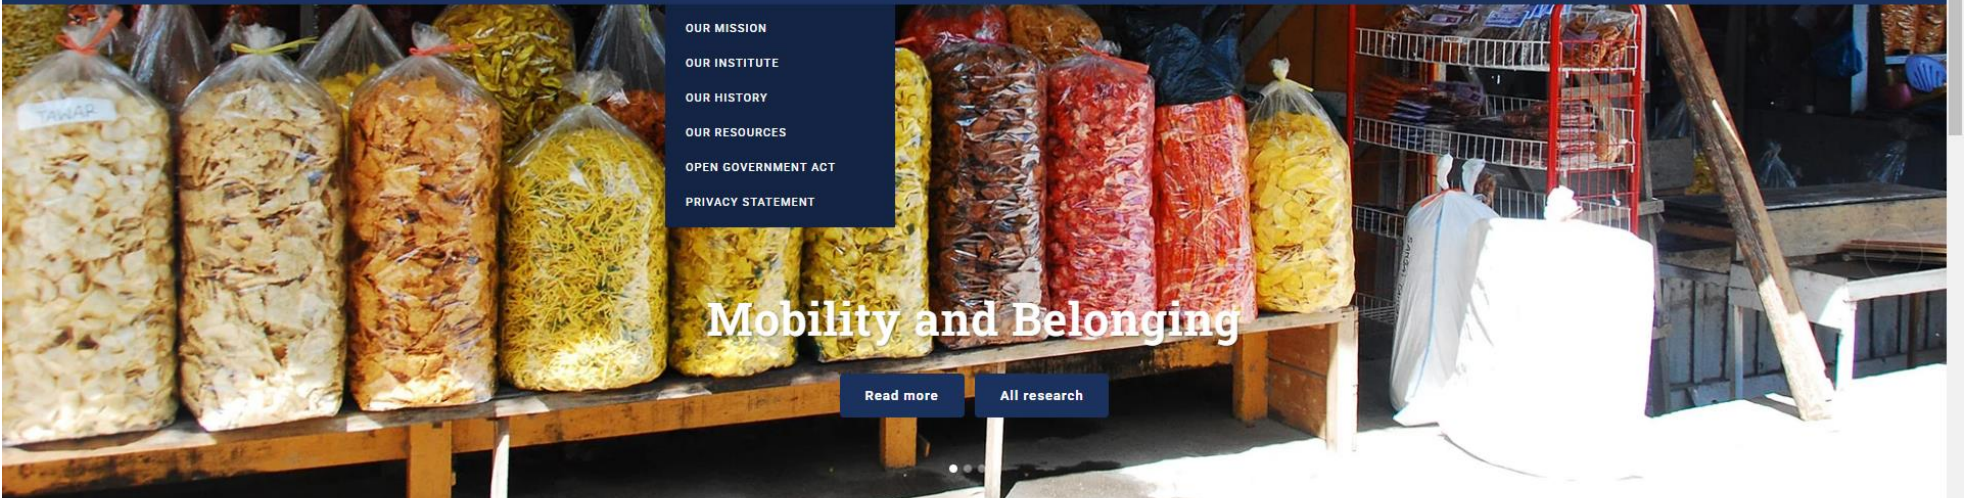 OUR MISSION
OUR INSTITUTE
OUR HISTORY
OUR RESOURCES
OPEN GOVERNMENT ACT
PRIVACY STATEMENT
TAWAR
Mobility and Belonging
Read more
All research